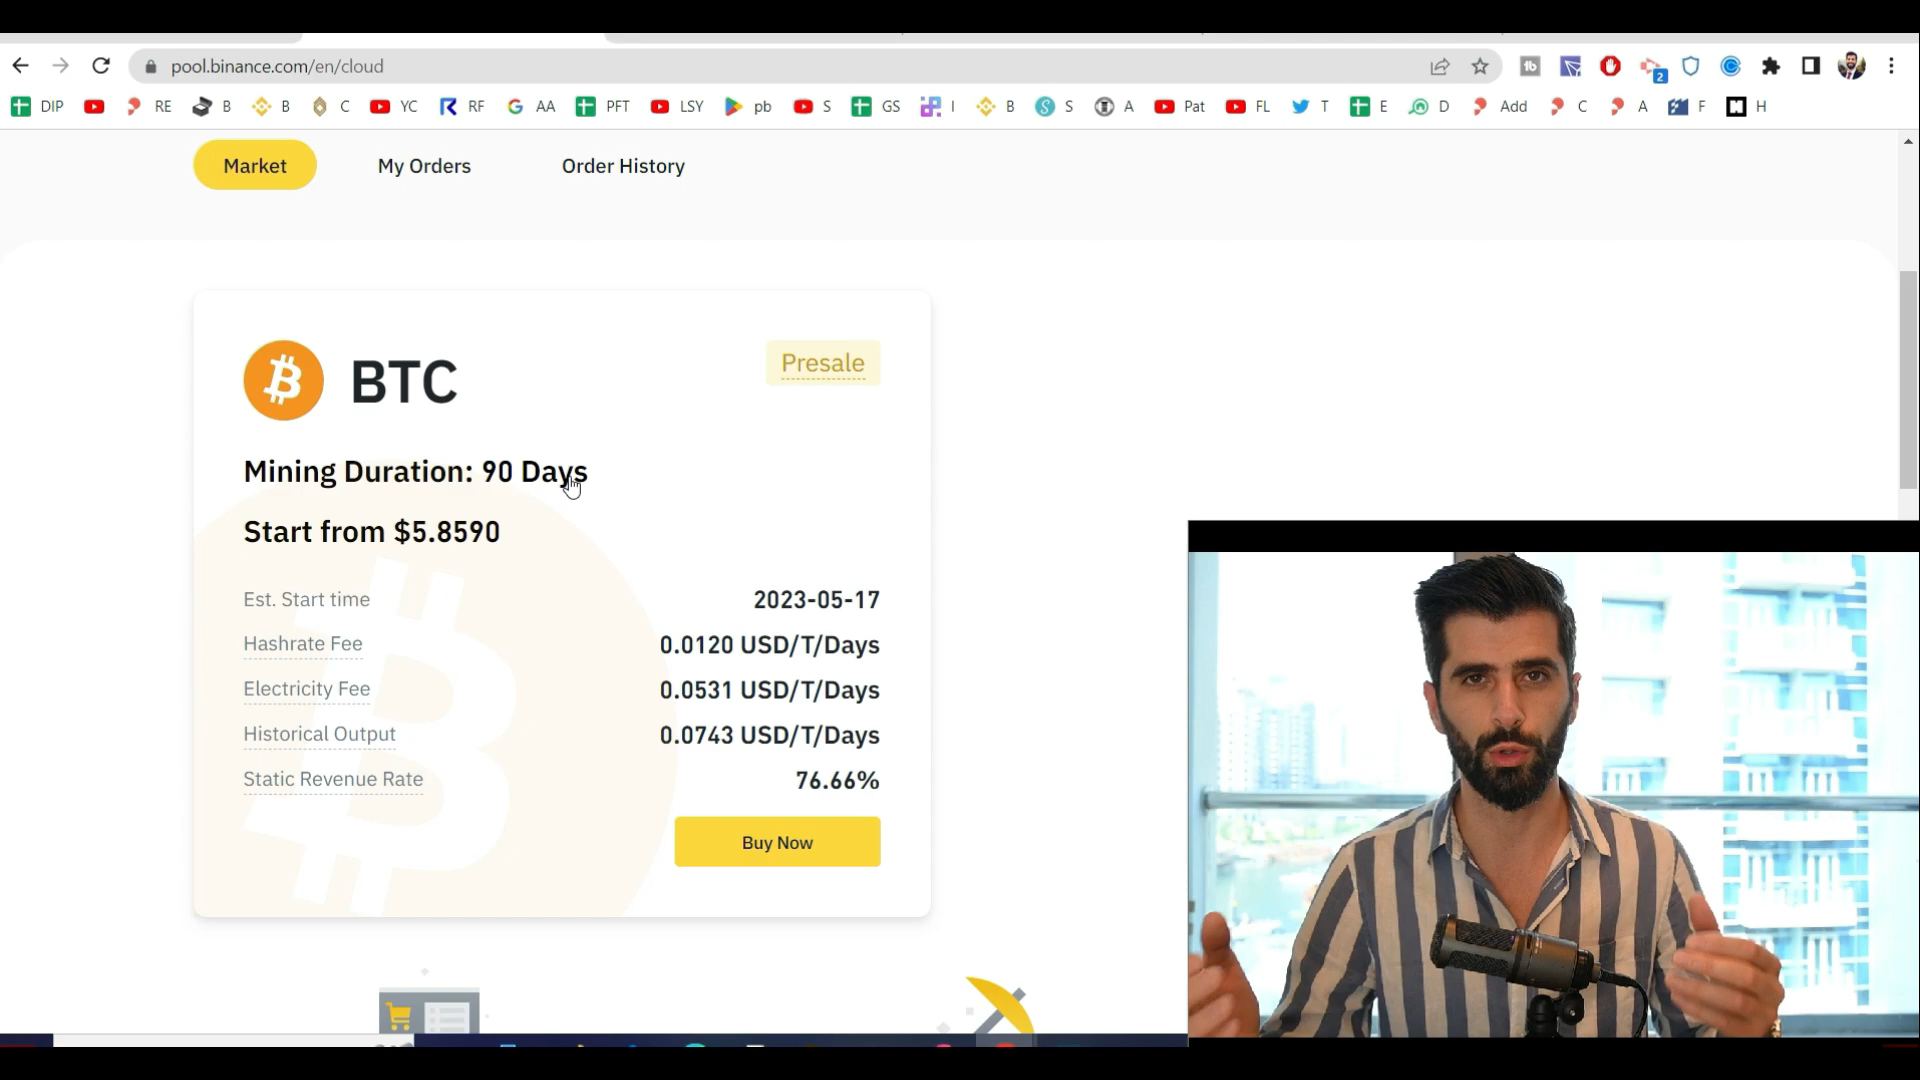 pool.binance.com/en/cloud
2
DIP RE B B C YC RF AA PFT LSY pb S GS I B S A Pat FL T E D Add C A F H
Market My Orders Order History
BTC
Presale
Mining Duration: 90 Days
Start from $5.8590
Est. Start time 2023-05-17
Hashrate Fee 0.0120 USD/T/Days
Electricity Fee 0.0531 USD/T/Days
Historical Output 0.0743 USD/T/Days
Static Revenue Rate 76.66%
Buy Now